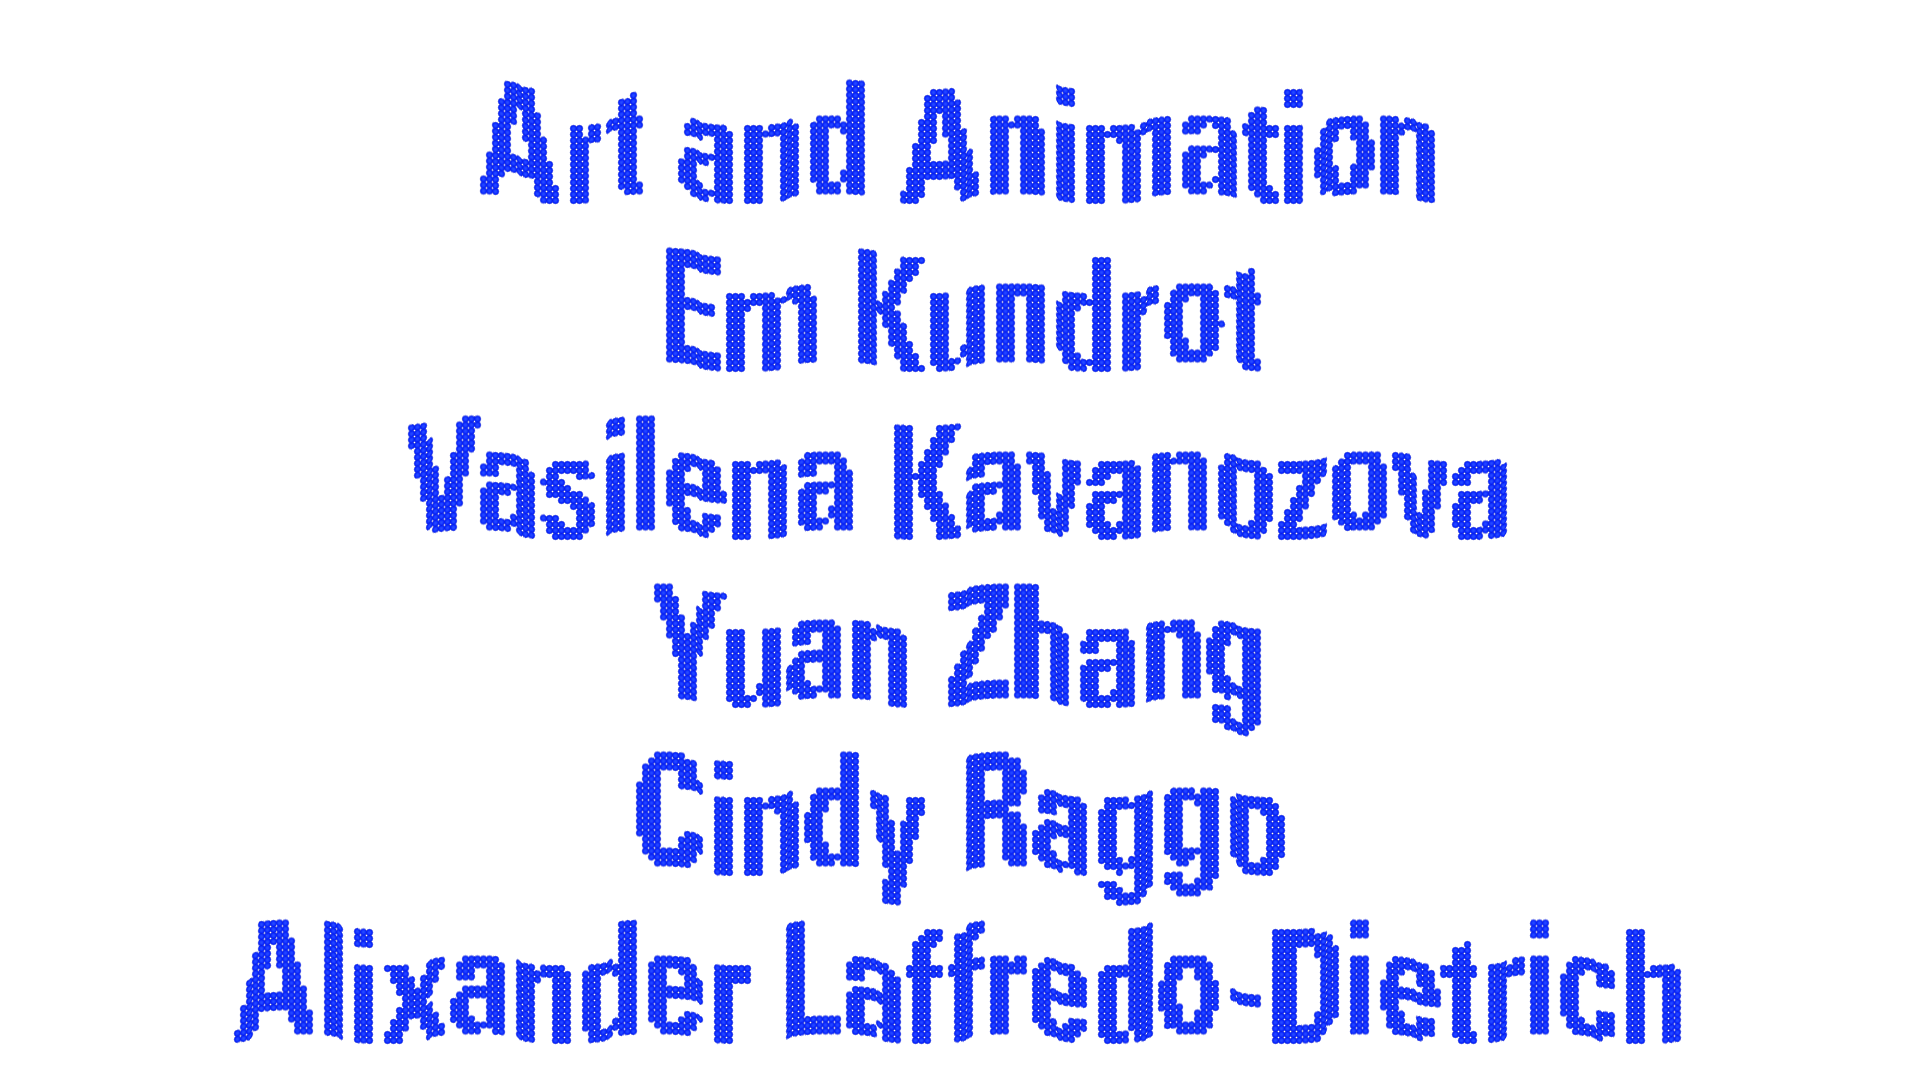 Art and Animation
Em Kundrot
Vasilena Kavanozova
Yuan Zhang
Cindy Raggo
Alixander Laffredo-Dietrich